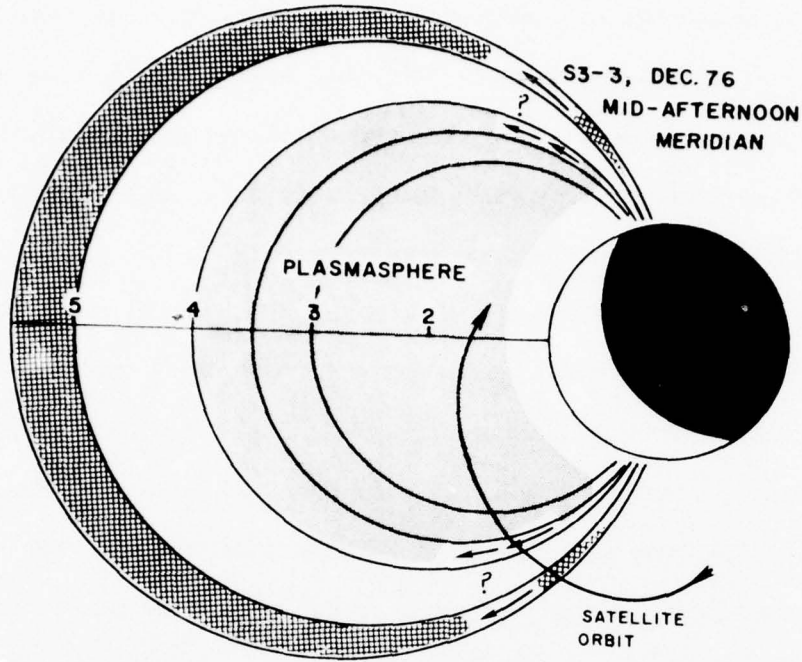 S3-3, DEC. 76
MID-AFTERNOON
MERIDIAN
?
PLASMASPHERE
5
4
3
2
?
SATELLITE
ORBIT